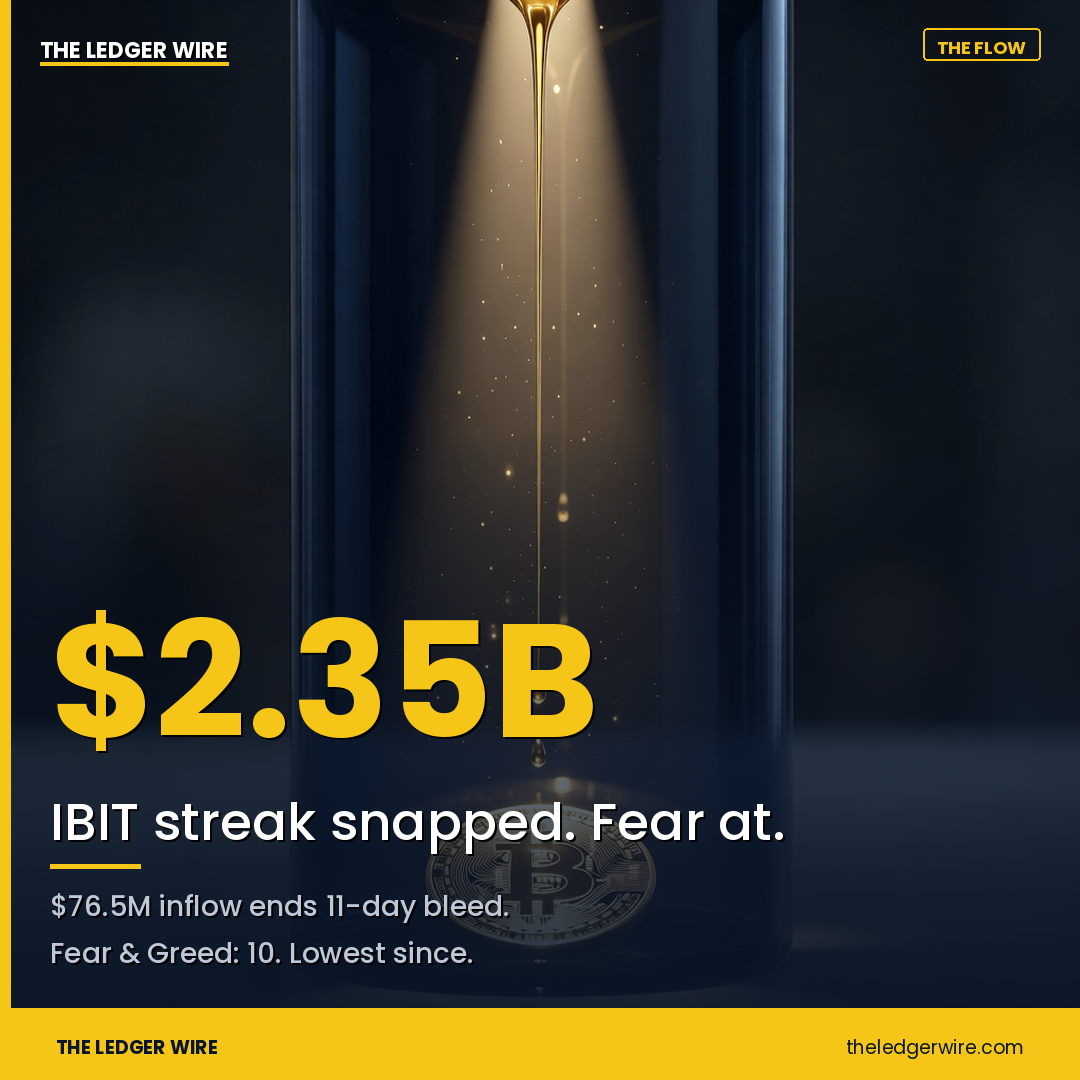 THE LEDGER WIRE
THE FLOW
$2.35B
IBIT streak snapped. Fear at.
$76.5M inflow ends 11-day bleed.
Fear & Greed: 10. Lowest since.
THE LEDGER WIRE
theledgerwire.com